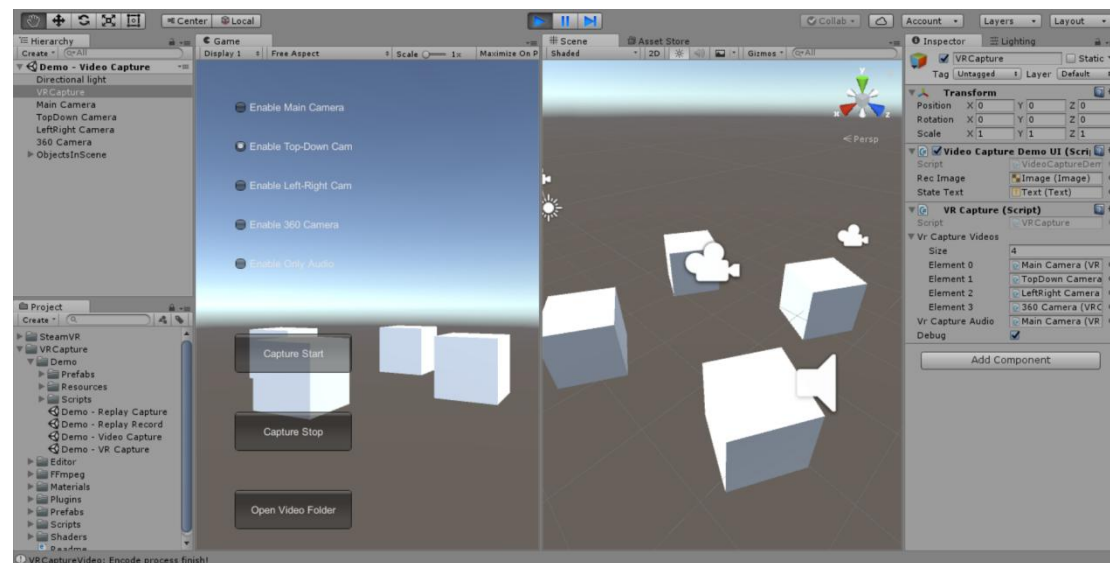 Center Local
Collab Account Layers Layout
Hierarchy
Create All
Demo - Video Capture
Directional light
VRCapture
Main Camera
TopDown Camera
LeftRight Camera
360 Camera
ObjectsInScene
Project
Create
SteamVR
VRCapture
Demo
Prefabs
Resources
Scripts
Demo - Replay Capture
Demo - Replay Record
Demo - Video Capture
Demo - VR Capture
Editor
FFmpeg
Materials
Plugins
Prefabs
Scripts
Shaders
Readme
VRCaptureVideo: Encode process finish!
Game
Display 1 Free Aspect Scale 1x Maximize On P
Enable Main Camera
Enable Top-Down Cam
Enable Left-Right Cam
Enable 360 Camera
Enable Only Audio
Capture Start
Capture Stop
Open Video Folder
Scene Asset Store
Shaded 2D Gizmos All
y
x z
Persp
Inspector Lighting
VRCapture Static
Tag Untagged Layer Default
Transform
Position X 0 Y 0 Z 0
Rotation X 0 Y 0 Z 0
Scale X 1 Y 1 Z 1
Video Capture Demo UI (Scri
Script VideoCaptureDem
Rec Image Image (Image)
State Text Text (Text)
VR Capture (Script)
Script VRCapture
Vr Capture Videos
Size 4
Element 0 Main Camera (VR
Element 1 TopDown Camera
Element 2 LeftRight Camera
Element 3 360 Camera (VRC
Vr Capture Audio Main Camera (VR
Debug
Add Component